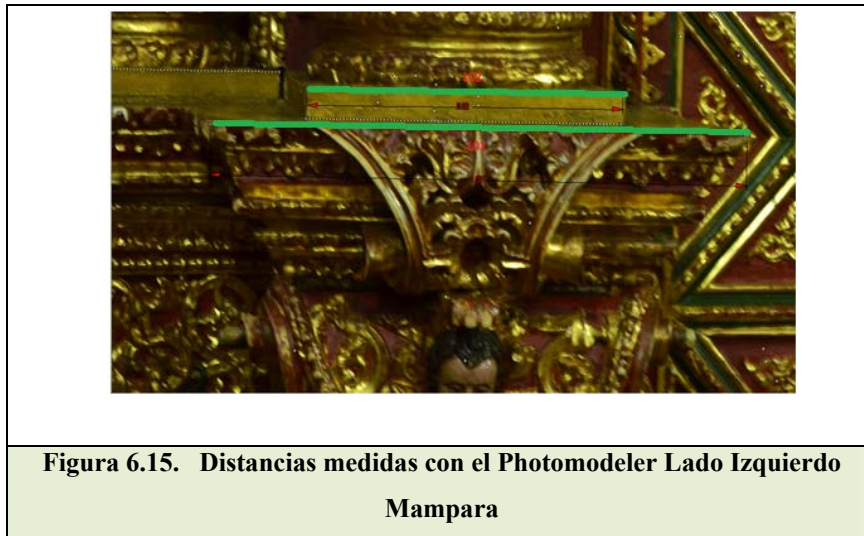 Figura 6.15. Distancias medidas con el Photomodeler Lado Izquierdo
Mampara